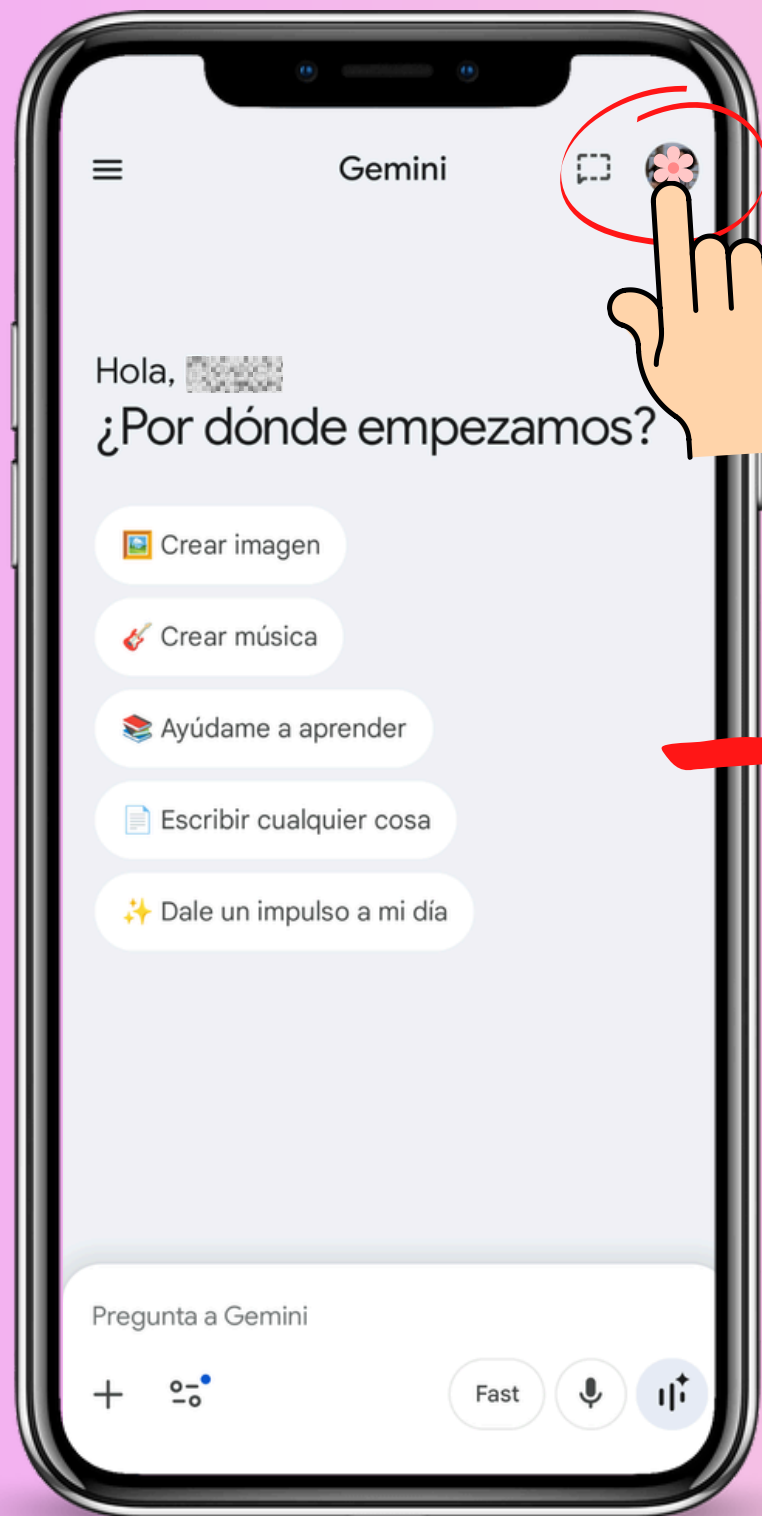 Gemini
Hola,
¿Por dónde empezamos?
Crear imagen
Crear música
Ayúdame a aprender
Escribir cualquier cosa
Dale un impulso a mi día
Pregunta a Gemini
Fast